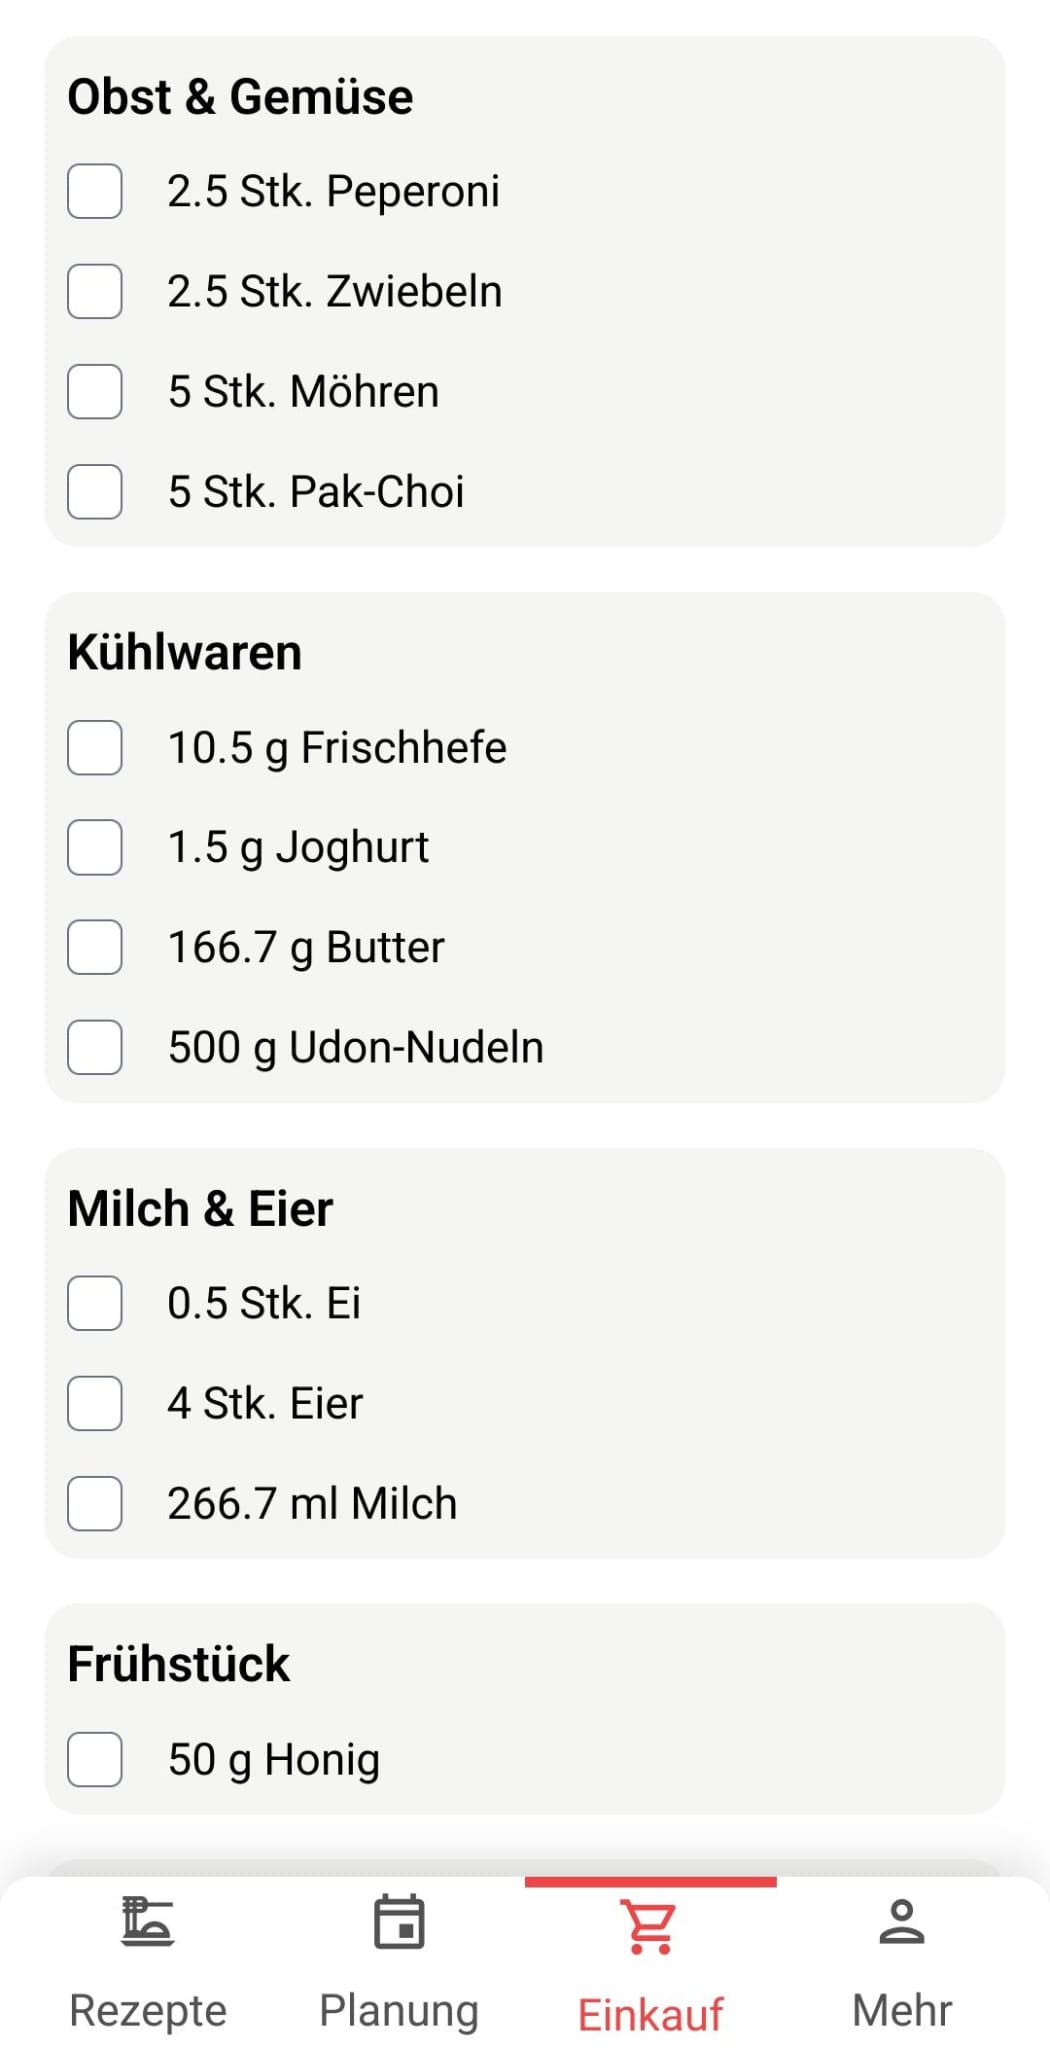 Obst & Gemüse
2.5 Stk. Peperoni
2.5 Stk. Zwiebeln
5 Stk. Möhren
5 Stk. Pak-Choi
Kühlwaren
10.5 g Frischhefe
1.5 g Joghurt
166.7 g Butter
500 g Udon-Nudeln
Milch & Eier
0.5 Stk. Ei
4 Stk. Eier
266.7 ml Milch
Frühstück
50 g Honig
Rezepte
Planung
Einkauf
Mehr